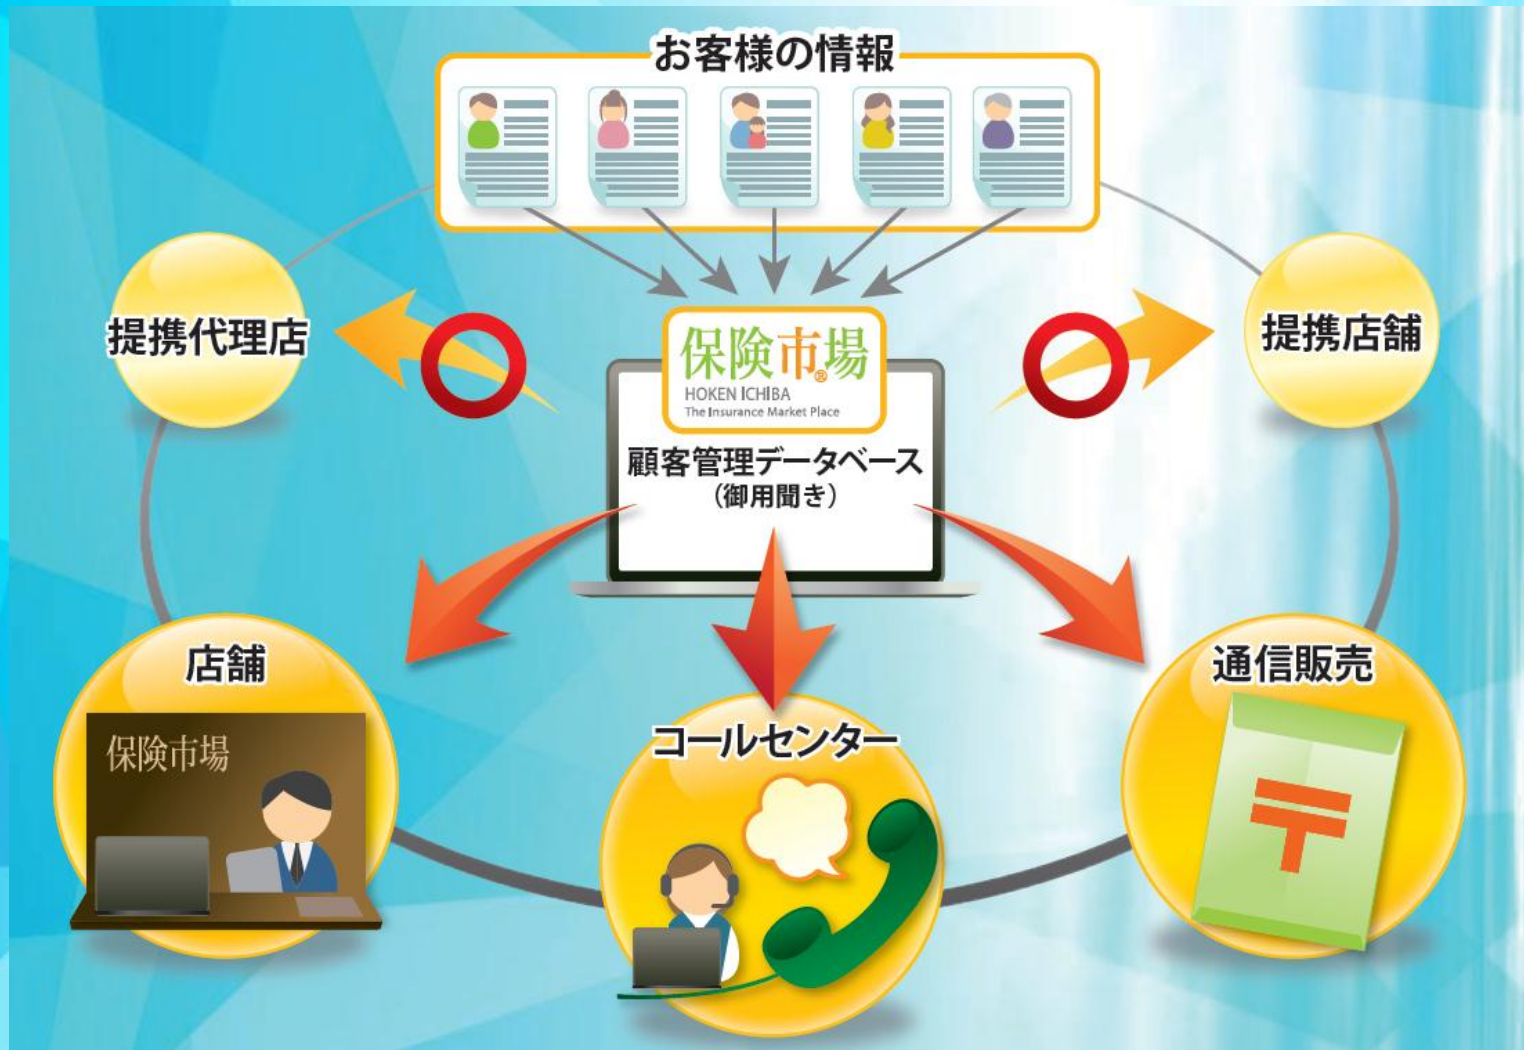 お客様の情報
提携代理店
提携店舗
保険市場
HOKEN ICHIBA
The Insurance Market Place
顧客管理データベース
（御用聞き）
店舗
保険市場
コールセンター
通信販売
〒